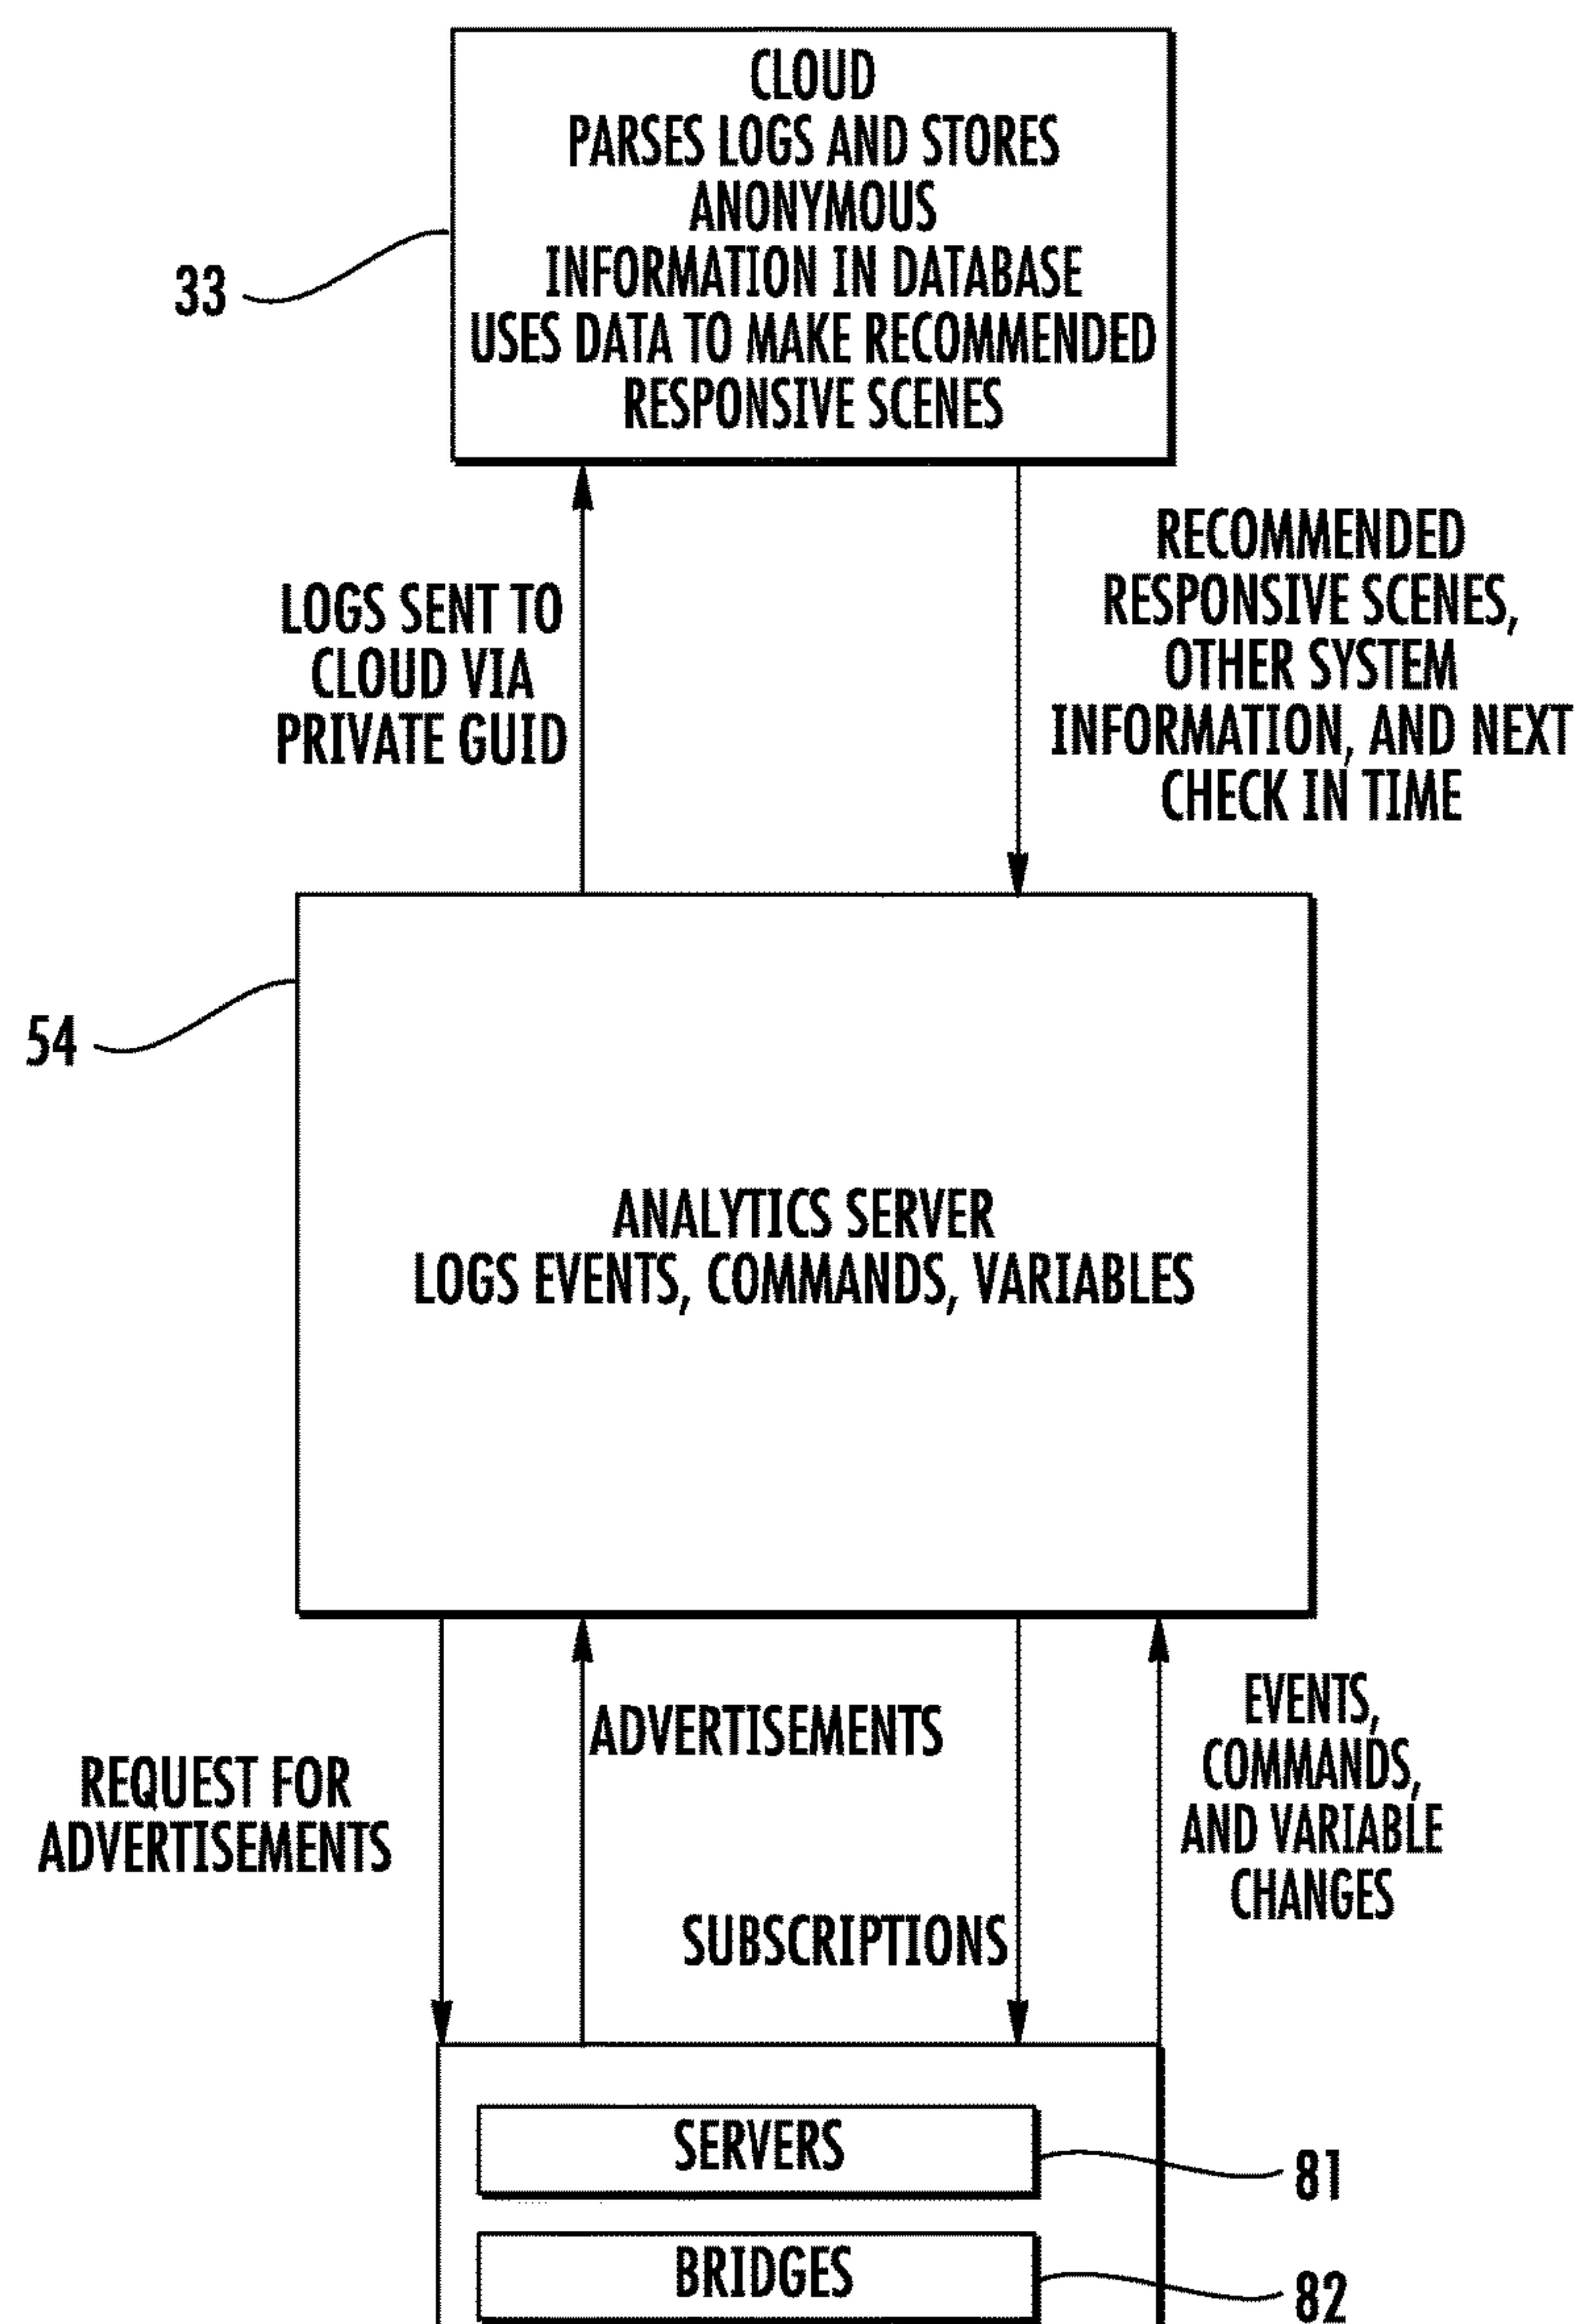 CLOUD
PARSES LOGS AND STORES
ANONYMOUS
INFORMATION IN DATABASE
USES DATA TO MAKE RECOMMENDED
RESPONSIVE SCENES
33
LOGS SENT TO
CLOUD VIA
PRIVATE GUID
RECOMMENDED
RESPONSIVE SCENES,
OTHER SYSTEM
INFORMATION, AND NEXT
CHECK IN TIME
54
ANALYTICS SERVER
LOGS EVENTS, COMMANDS, VARIABLES
REQUEST FOR
ADVERTISEMENTS
ADVERTISEMENTS
SUBSCRIPTIONS
EVENTS,
COMMANDS,
AND VARIABLE
CHANGES
SERVERS
81
BRIDGES
82